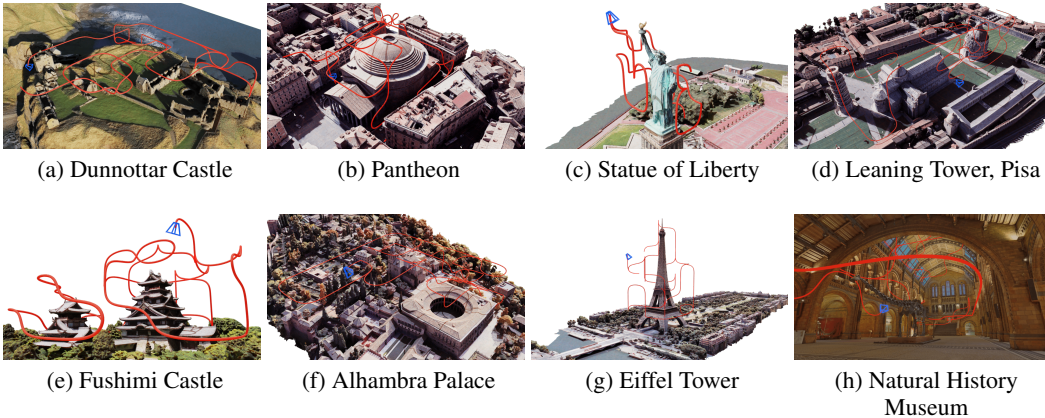 (a) Dunnottar Castle
(b) Pantheon
(c) Statue of Liberty
(d) Leaning Tower, Pisa
(e) Fushimi Castle
(f) Alhambra Palace
(g) Eiffel Tower
(h) Natural History
Museum